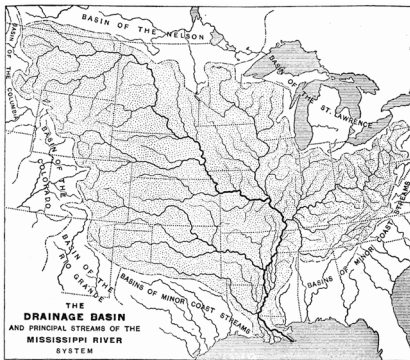 BASIN OF THE NELSON
BASIN OF THE COLUMBIA
BASIN OF THE ST. LAWRENCE
BASIN OF THE COLORADO
BASIN OF THE RIO GRANDE
BASINS OF MINOR COAST STREAMS
BASINS OF MINOR COAST STREAMS
THE
DRAINAGE BASIN
AND PRINCIPAL STREAMS OF THE
MISSISSIPPI RIVER
SYSTEM